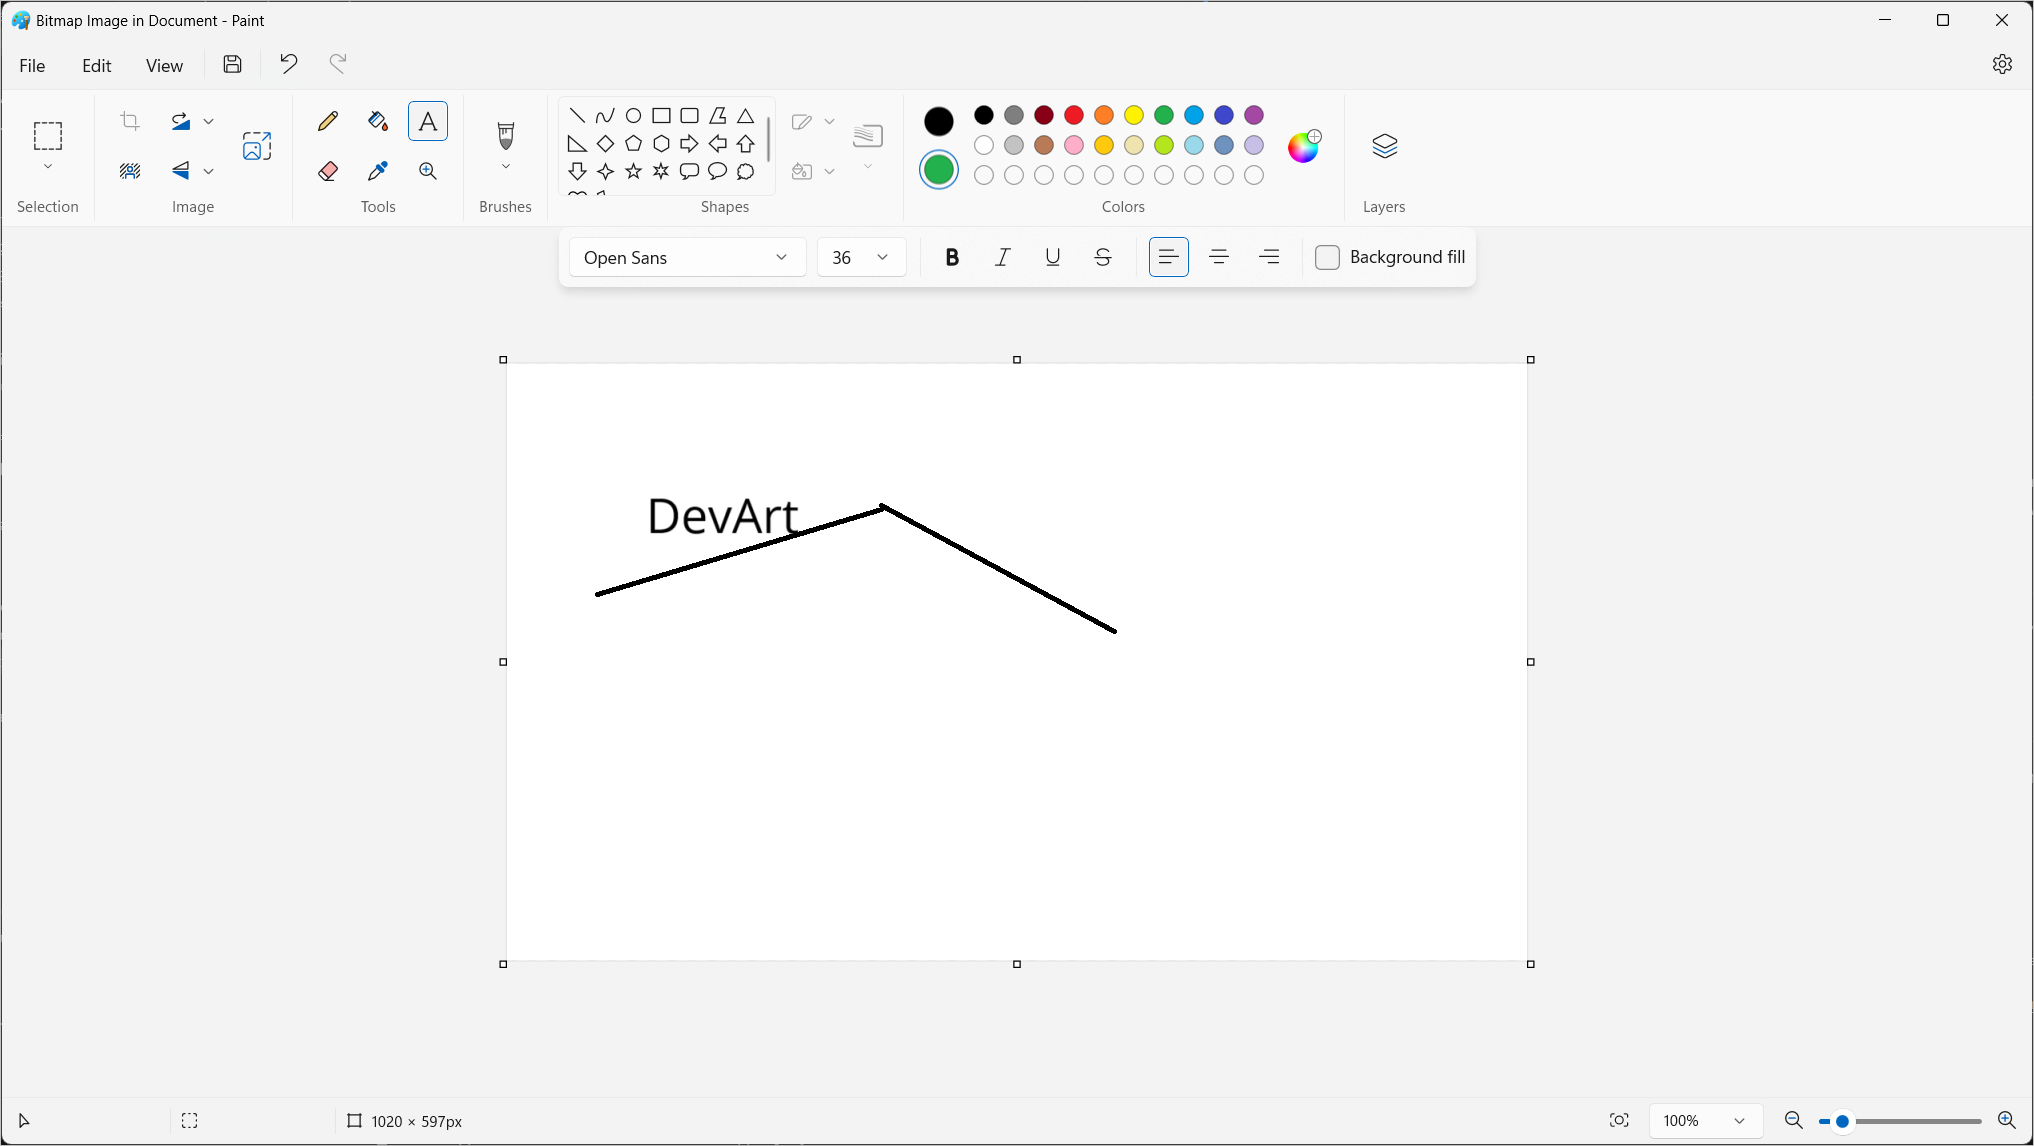 Bitmap Image in Document - Paint
File Edit View
A
Selection Image Tools Brushes Shapes Colors Layers
Open Sans 36 B I U S Background fill
DevArt
1020 × 597px 100%